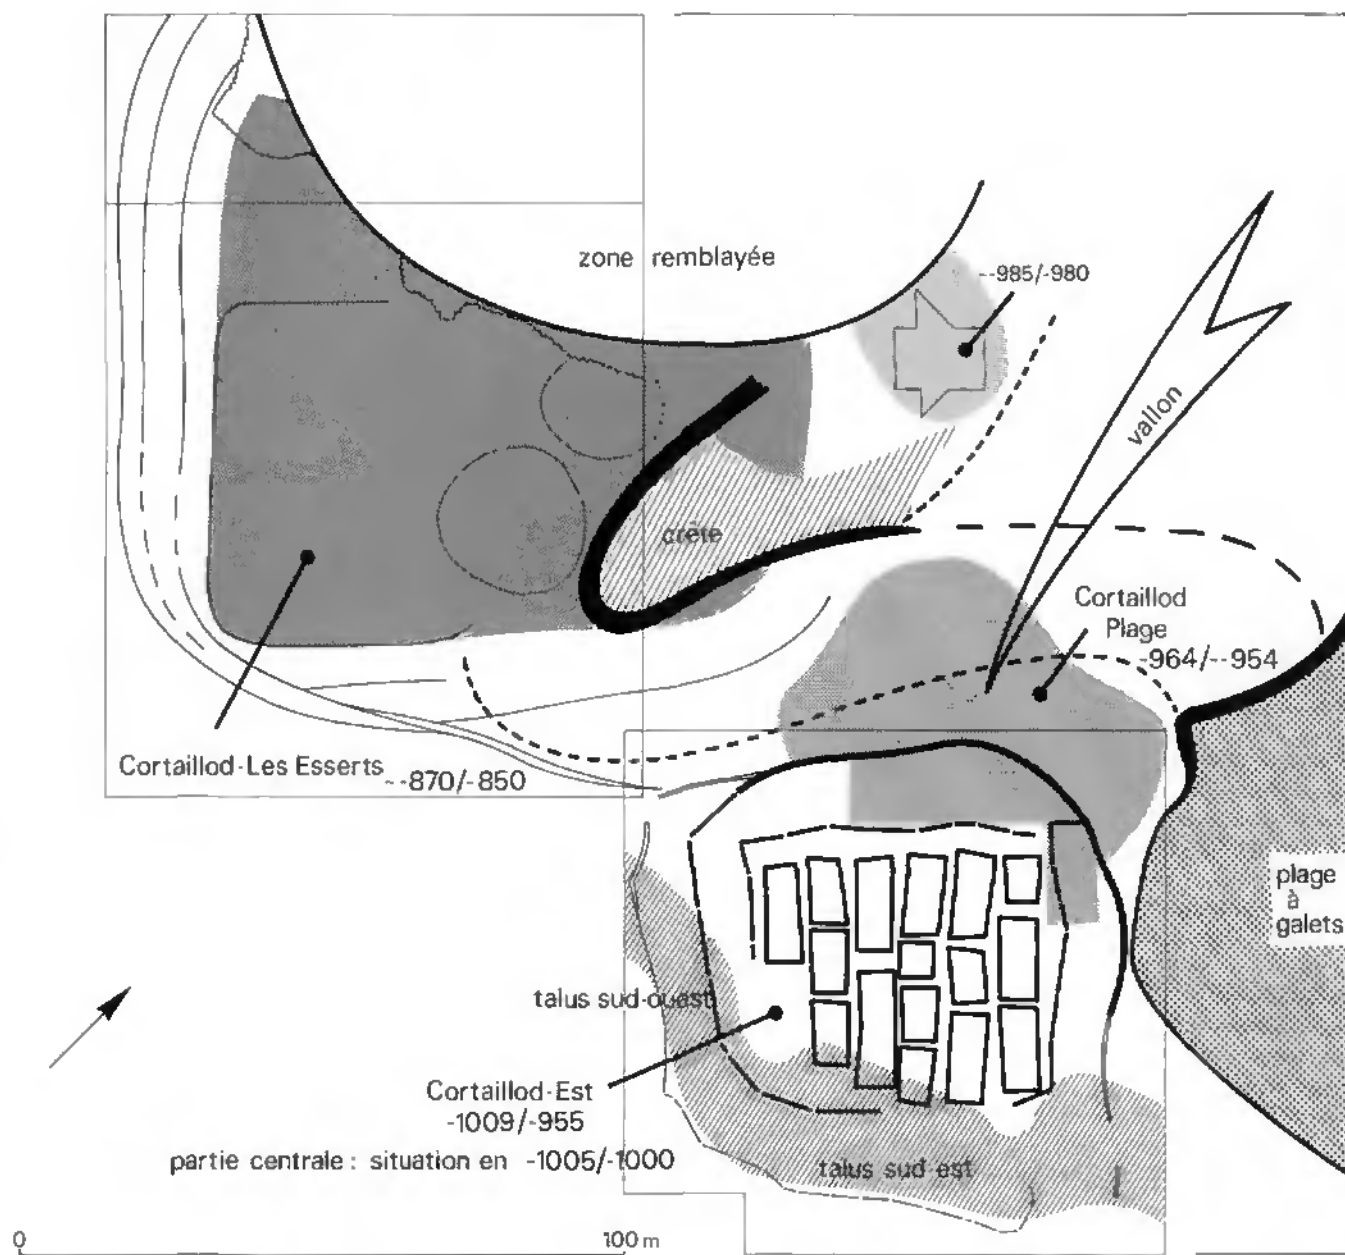 zone remblayée
--985/-980
vallon
crète
Cortaillod
Plage
-964/--954
Cortaillod-Les Esserts --870/-850
plage
à
galets
talus sud-ouest
Cortaillod-Est
-1009/-955
partie centrale : situation en -1005/-1000
talus sud est
0 100 m